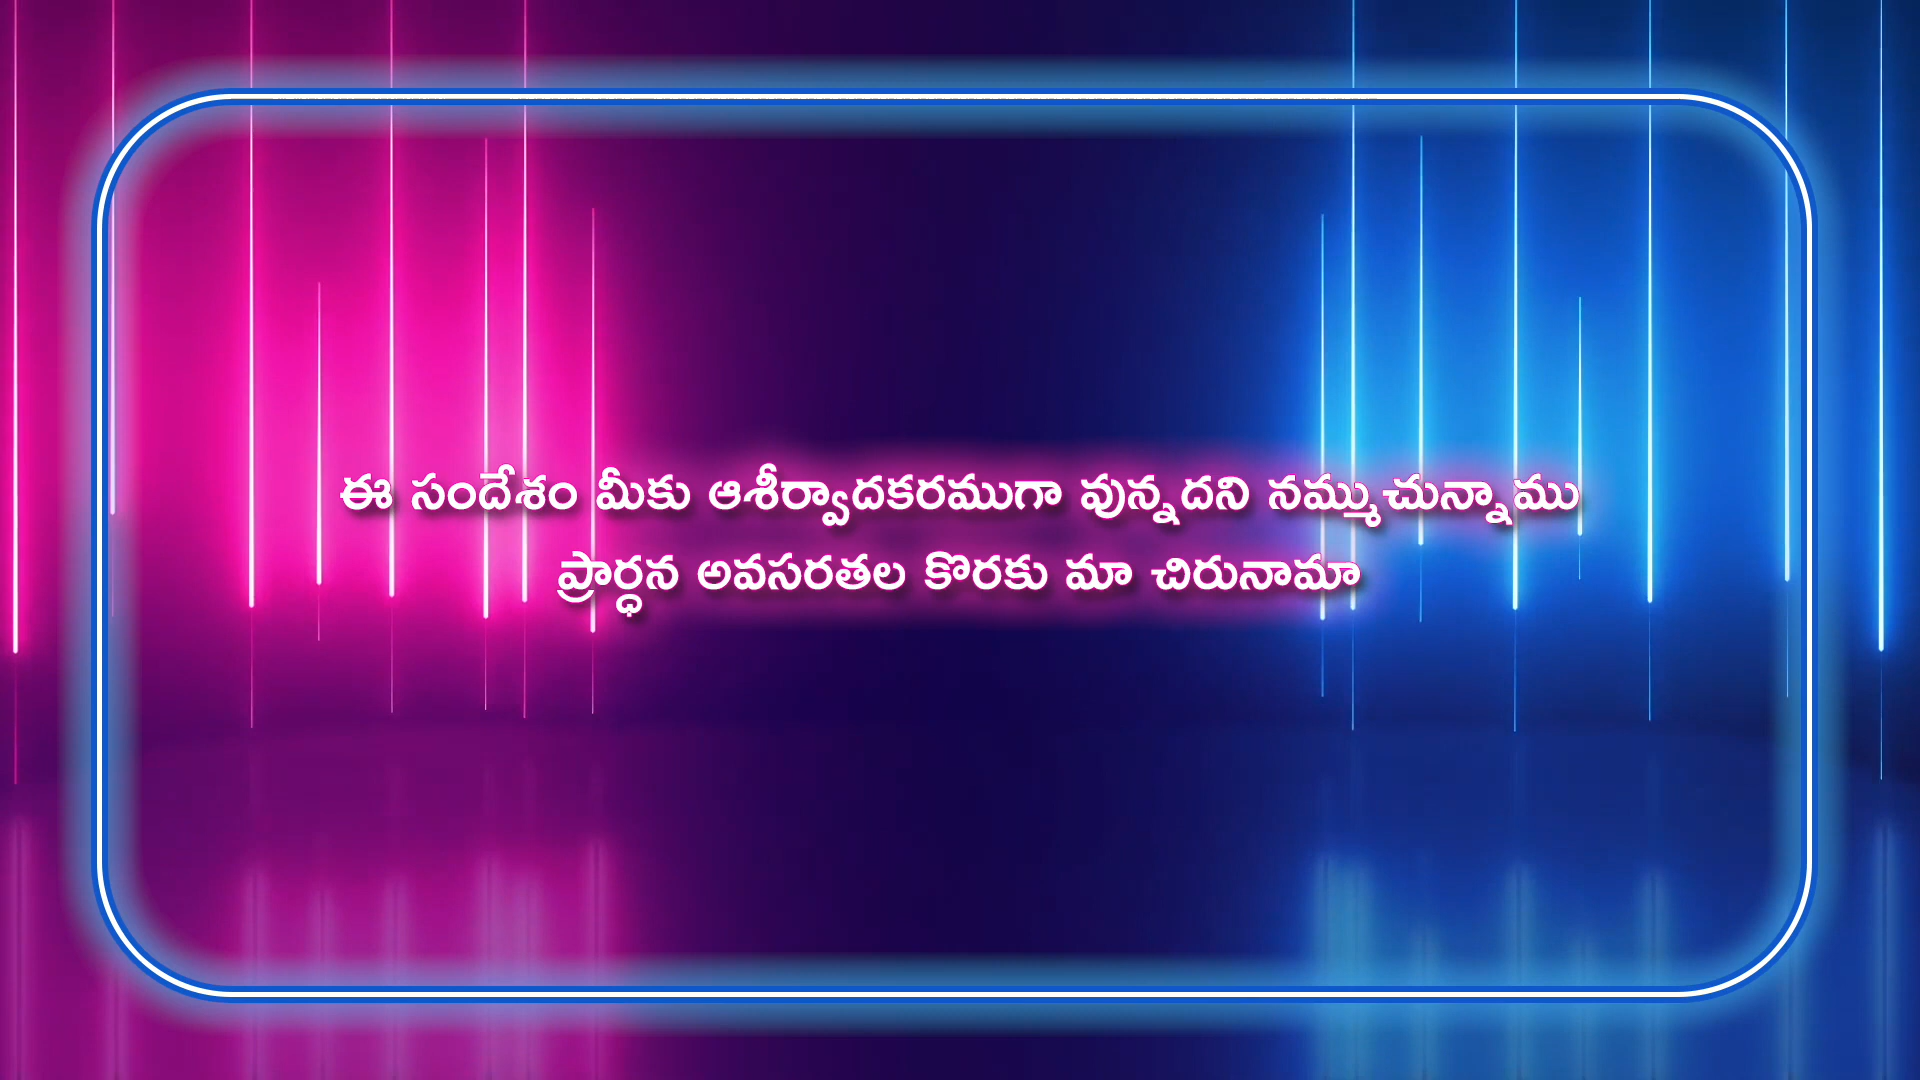 ఈ సందేశం మీకు ఆశీర్వాదకరముగా వున్నదని నమ్ముచున్నాము
ప్రార్ధన అవసరతల కొరకు మా చిరునామా